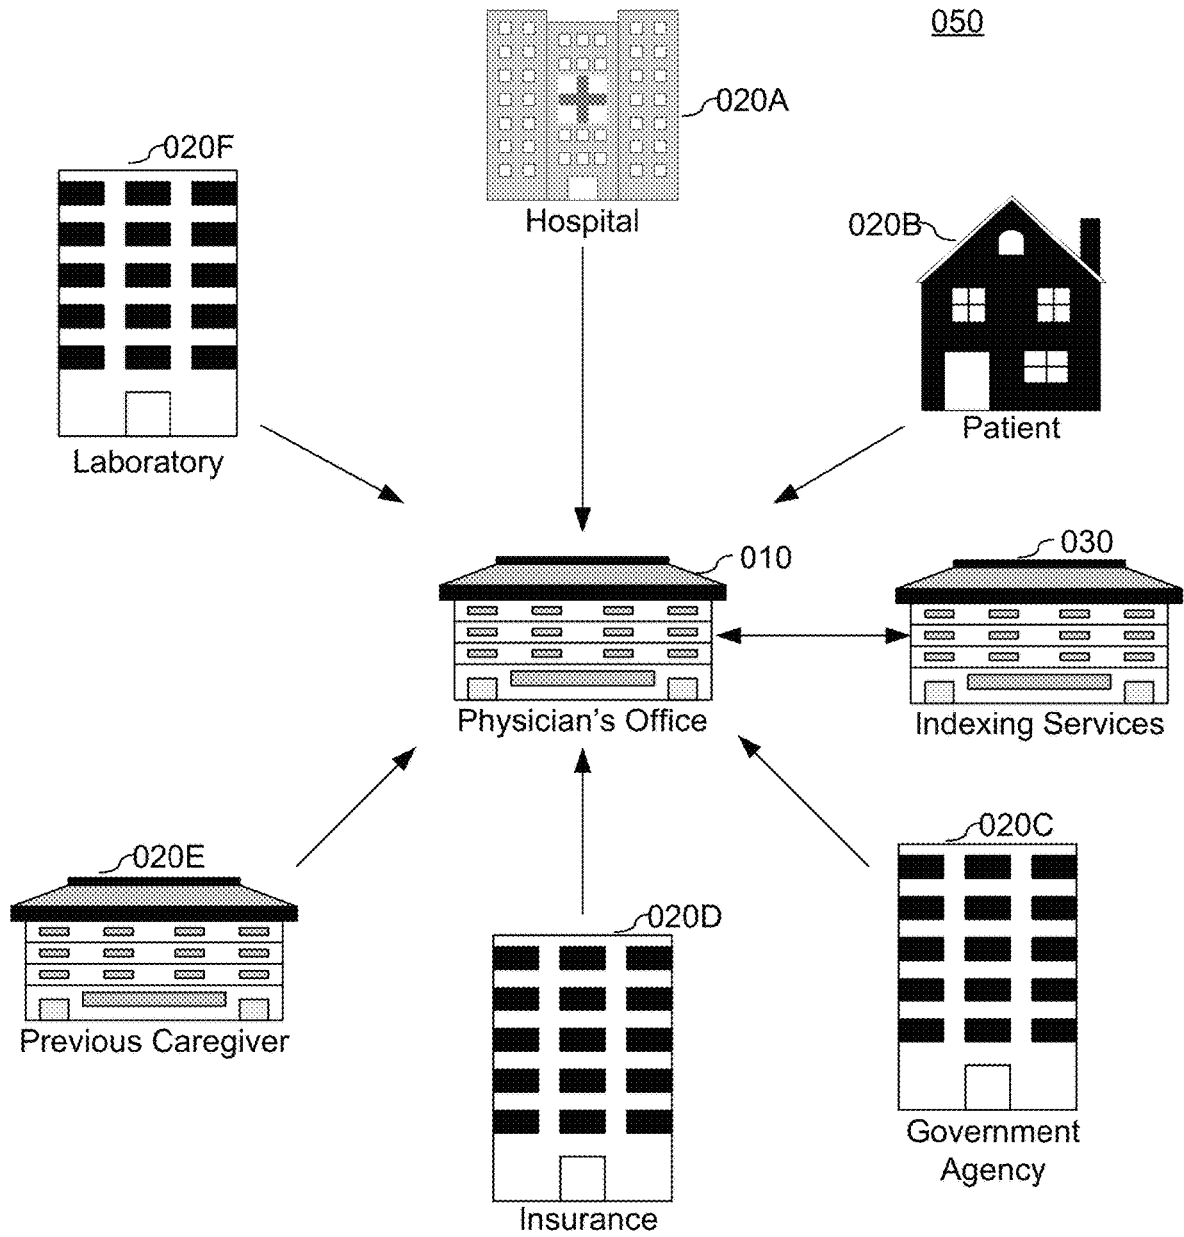 050
020A
Hospital
020F
Laboratory
020B
Patient
010
Physician's Office
030
Indexing Services
020E
Previous Caregiver
020D
Insurance
020C
Government
Agency